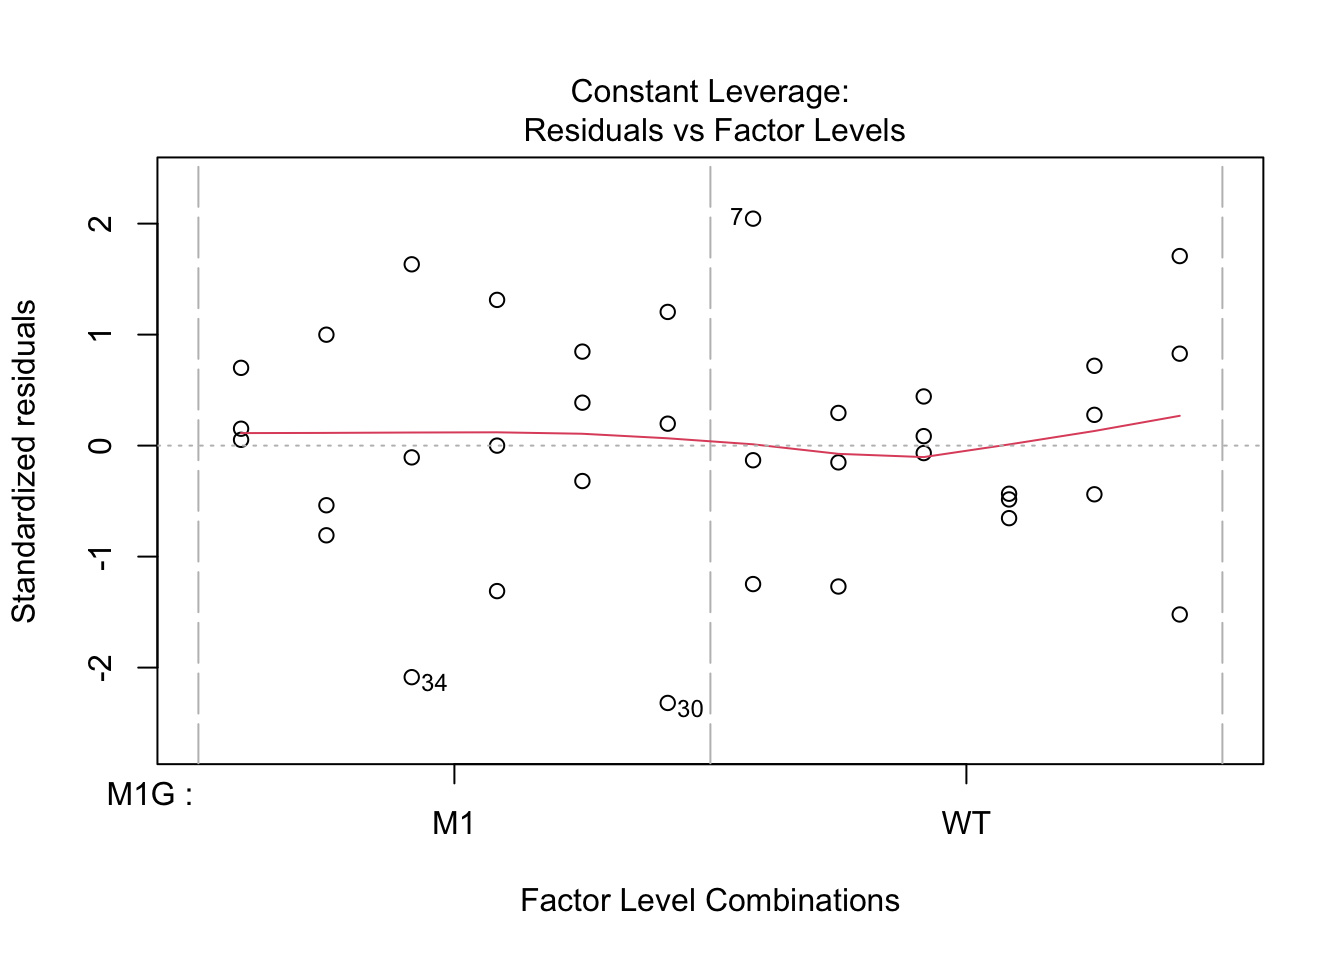 Constant Leverage:
Residuals vs Factor Levels
Standardized residuals
2
1
0
-1
-2
7
34
30
M1G :
M1
WT
Factor Level Combinations